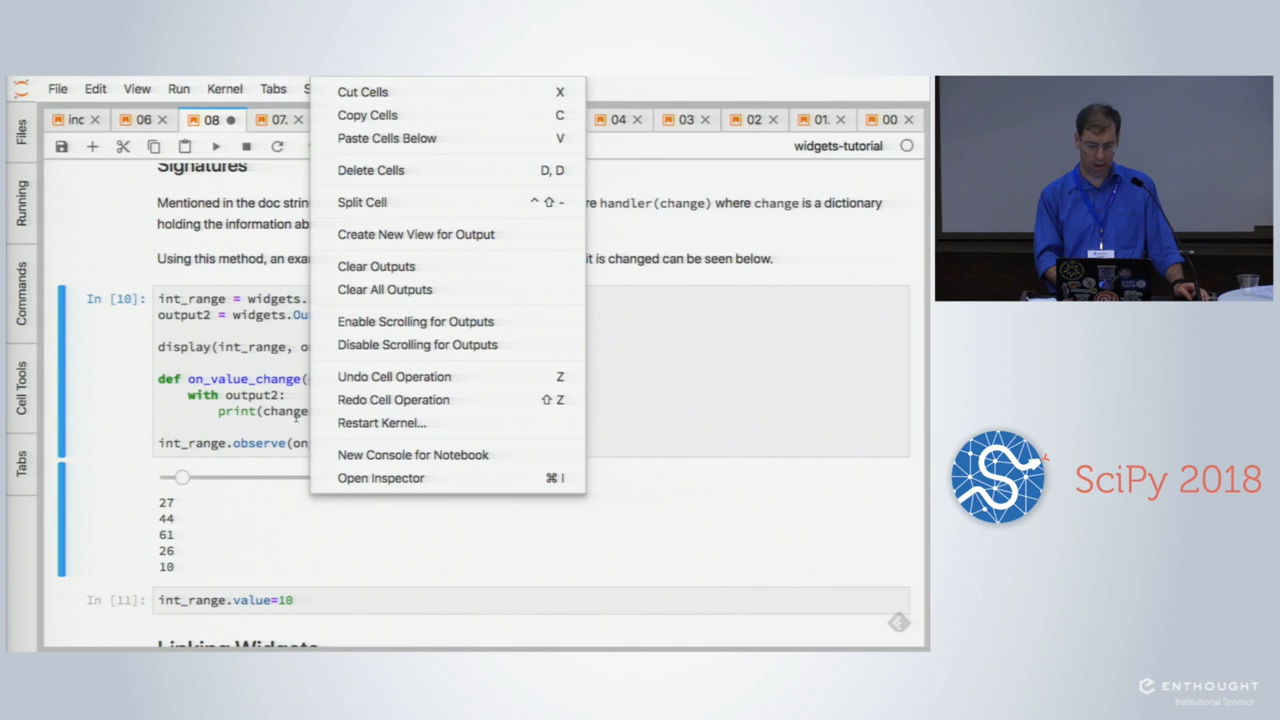 File Edit View Run Kernel Tabs S
inc 06 08 07. 04 03 02 01. 00
widgets-tutorial
Files
Running
Commands
Cell Tools
Tabs
Signatures
Mentioned in the doc strin re handler(change) where change is a dictionary
holding the information ab
Using this method, an exa it is changed can be seen below.
In [10]: int_range = widgets.
output2 = widgets.Ou
display(int_range, o
def on_value_change(
with output2:
print(change
int_range.observe(on
27
44
61
26
10
In [11]: int_range.value=10
Linking Widgets
Cut Cells X
Copy Cells C
Paste Cells Below V
Delete Cells D, D
Split Cell ^ ⇧ -
Create New View for Output
Clear Outputs
Clear All Outputs
Enable Scrolling for Outputs
Disable Scrolling for Outputs
Undo Cell Operation Z
Redo Cell Operation ⇧ Z
Restart Kernel...
New Console for Notebook
Open Inspector ⌘ I
SciPy 2018
ENTHOUGHT
Institutional Sponsor